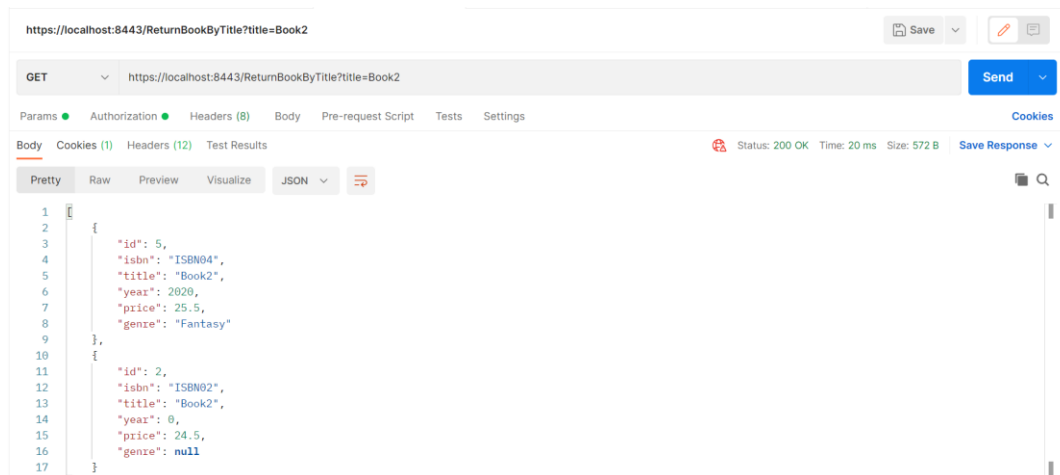 https://localhost:8443/ReturnBookByTitle?title=Book2 Save
GET https://localhost:8443/ReturnBookByTitle?title=Book2 Send
Params Authorization Headers (8) Body Pre-request Script Tests Settings Cookies
Body Cookies (1) Headers (12) Test Results Status: 200 OK Time: 20 ms Size: 572 B Save Response
Pretty Raw Preview Visualize JSON
1 [
2 {
3 "id": 5,
4 "isbn": "ISBN04",
5 "title": "Book2",
6 "year": 2020,
7 "price": 25.5,
8 "genre": "Fantasy"
9 },
10 {
11 "id": 2,
12 "isbn": "ISBN02",
13 "title": "Book2",
14 "year": 0,
15 "price": 24.5,
16 "genre": null
17 }